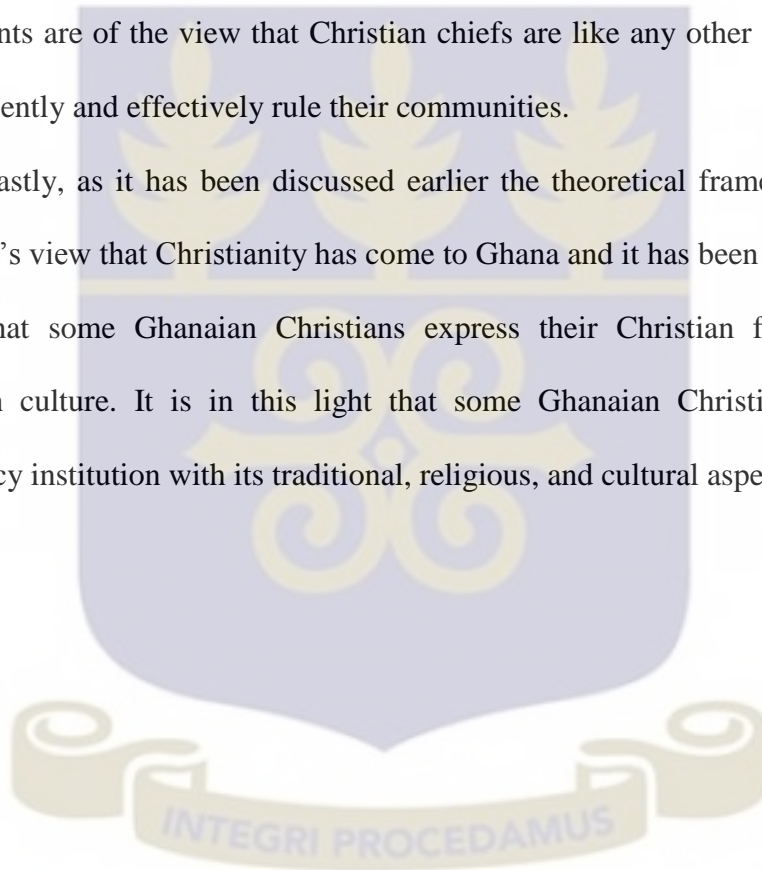 nts are of the view that Christian chiefs are like any other
ently and effectively rule their communities.
astly, as it has been discussed earlier the theoretical frame
’s view that Christianity has come to Ghana and it has been
hat some Ghanaian Christians express their Christian f
n culture. It is in this light that some Ghanaian Christi
cy institution with its traditional, religious, and cultural aspe
INTEGRI PROCEDAMUS